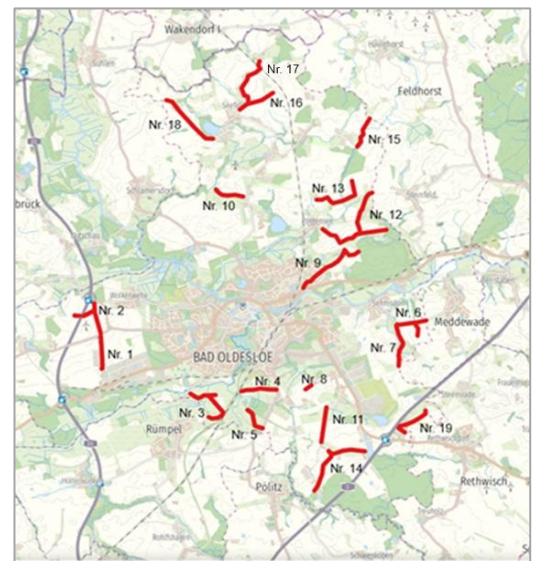 Wakendorf I
Nr. 17
Feldhorst
Nr. 16
Nr. 18
Nr. 15
Nr. 13
Nr. 10
Nr. 12
brück
Nr. 9
Nr. 2
Nr. 6
Meddewade
Nr. 7
Nr. 1
BAD OLDESLOE
Nr. 4
Nr. 8
Nr. 3
Nr. 11
Nr. 19
Rümpel
Nr. 5
Nr. 14
Pölitz
Rethwisch